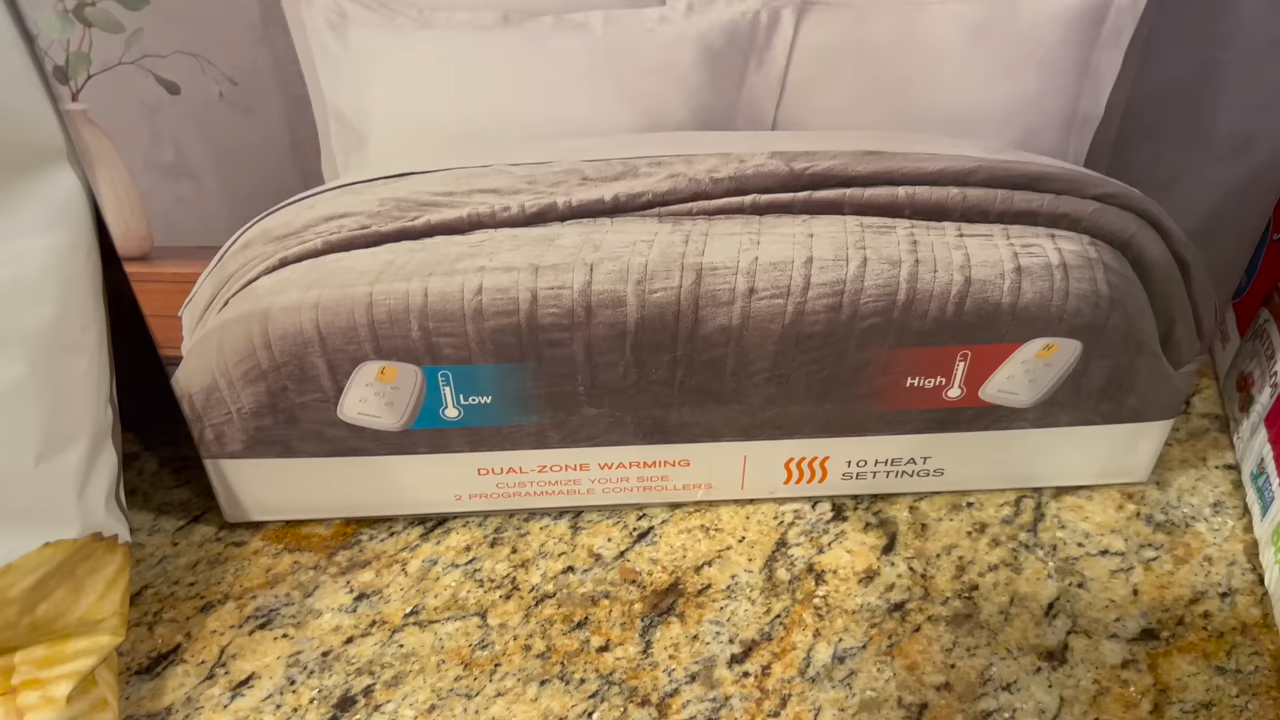 L
Low
High
H
DUAL-ZONE WARMING
CUSTOMIZE YOUR SIDE.
2 PROGRAMMABLE CONTROLLERS.
10 HEAT
SETTINGS